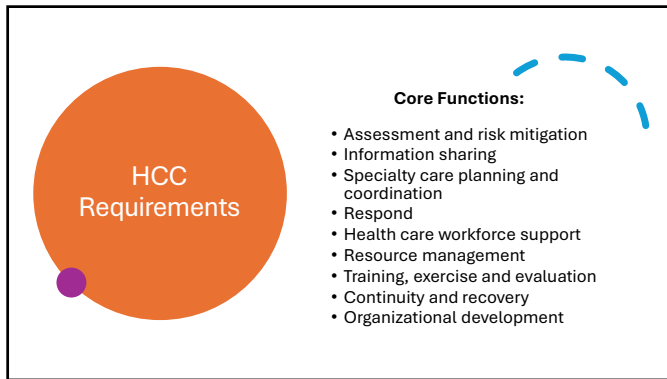 HCC
Requirements
Core Functions:
• Assessment and risk mitigation
• Information sharing
• Specialty care planning and
coordination
• Respond
• Health care workforce support
• Resource management
• Training, exercise and evaluation
• Continuity and recovery
• Organizational development